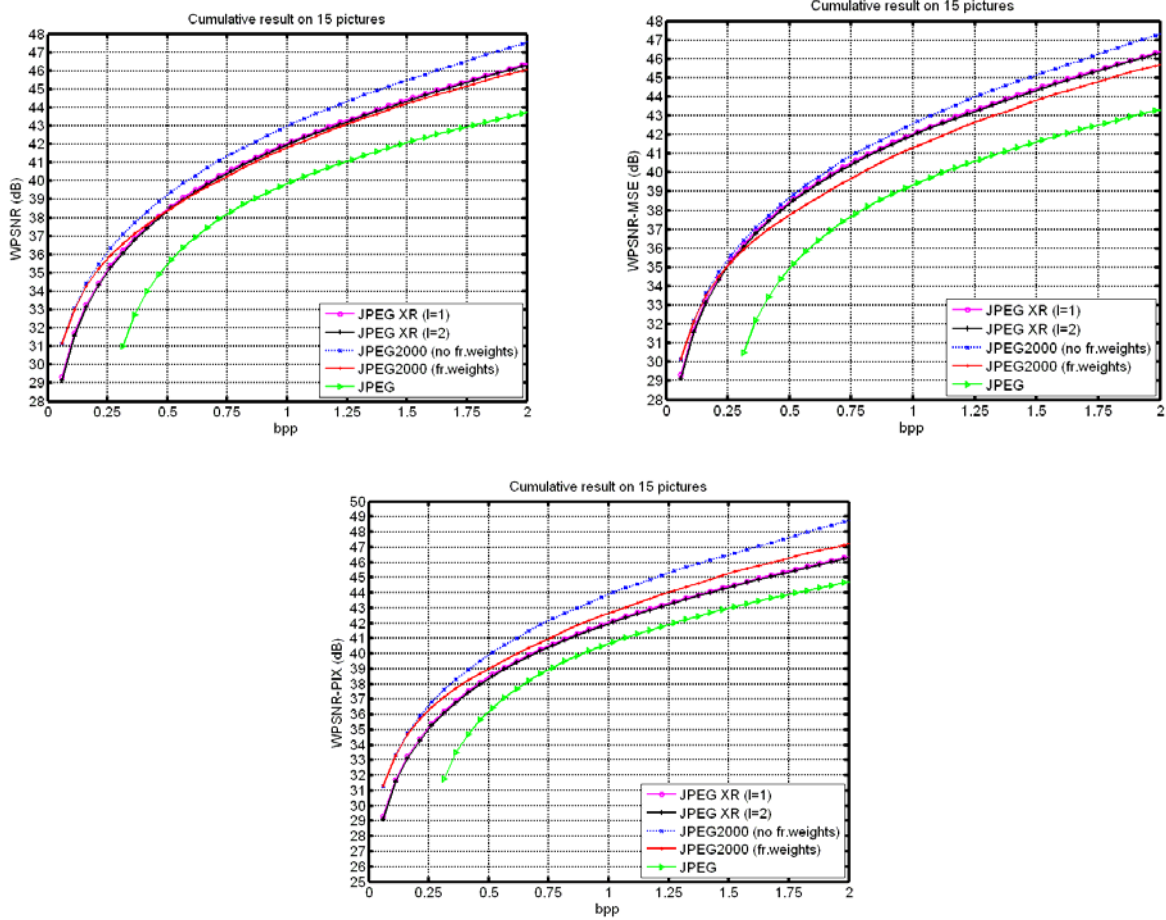 Cumulative result on 15 pictures
48
47
46
45
44
43
42
41
40
39
38
37
36
35
34
33
32
31
30
29
28
WPSNR (dB)
JPEG XR (l=1)
JPEG XR (l=2)
JPEG2000 (no fr.weights)
JPEG2000 (fr.weights)
JPEG
0 0.25 0.5 0.75 1 1.25 1.5 1.75 2
bpp
Cumulative result on 15 pictures
48
47
46
45
44
43
42
41
40
39
38
37
36
35
34
33
32
31
30
29
28
WPSNR-MSE (dB)
JPEG XR (l=1)
JPEG XR (l=2)
JPEG2000 (no fr.weights)
JPEG2000 (fr.weights)
JPEG
0 0.25 0.5 0.75 1 1.25 1.5 1.75 2
bpp
Cumulative result on 15 pictures
50
49
48
47
46
45
44
43
42
41
40
39
38
37
36
35
34
33
32
31
30
29
28
27
26
25
WPSNR-PIX (dB)
JPEG XR (l=1)
JPEG XR (l=2)
JPEG2000 (no fr.weights)
JPEG2000 (fr.weights)
JPEG
0 0.25 0.5 0.75 1 1.25 1.5 1.75 2
bpp